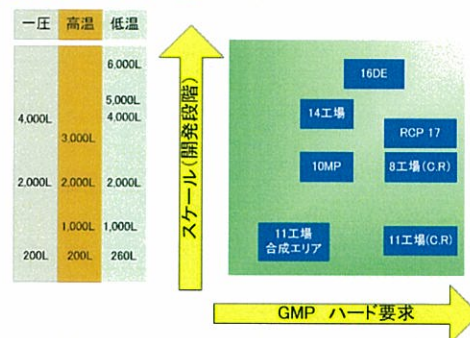 一圧 高温 低温
6,000L
5,000L
4,000L 4,000L
3,000L
2,000L 2,000L 2,000L
1,000L 1,000L
200L 200L 260L
スケール(開発段階)
16DE
14工場
RCP 17
10MP
8工場(C.R)
11工場
合成エリア
11工場(C.R)
GMP ハード要求